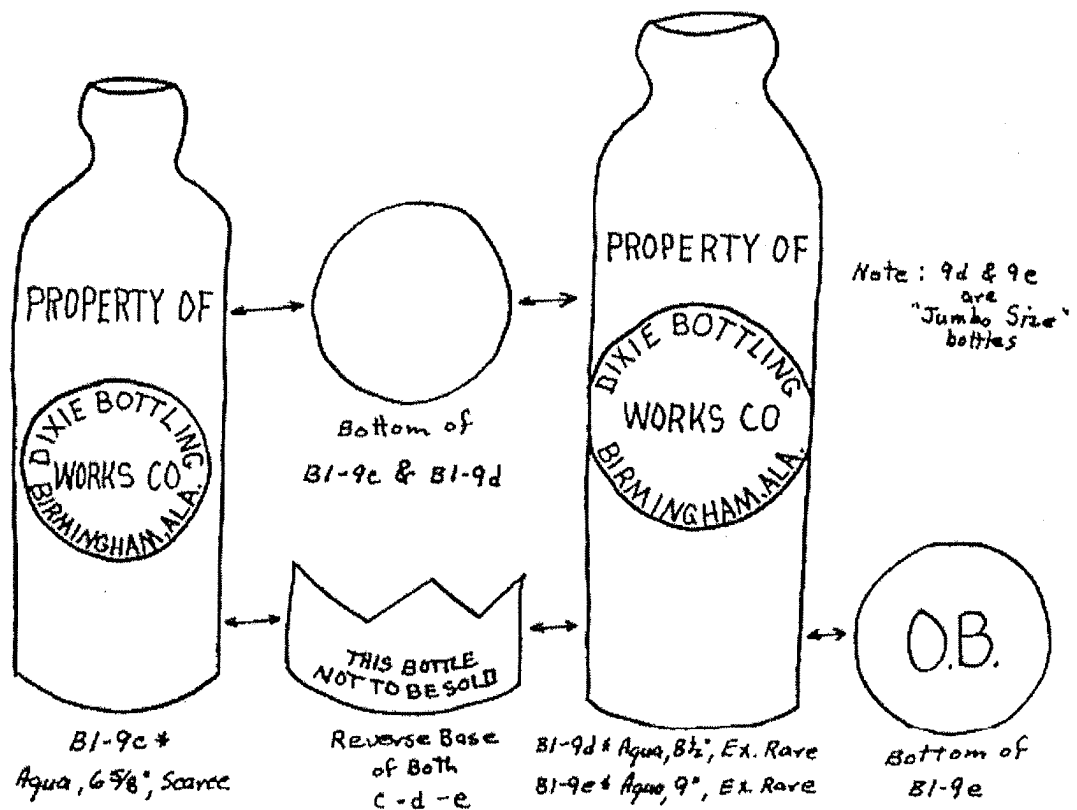 PROPERTY OF
DIXIE BOTTLING
WORKS CO
BIRMINGHAM, ALA.
Bottom of
B1-9c & B1-9d
PROPERTY OF
DIXIE BOTTLING
WORKS CO
BIRMINGHAM, ALA.
Note: 9d & 9e
are
"Jumbo Size"
bottles
THIS BOTTLE
NOT TO BE SOLD
O.B.
B1-9c *
Aqua, 6 5/8", Scarce
Reverse Base
of Both
c-d-e
B1-9d* Aqua, 8½", Ex. Rare
B1-9e* Aqua, 9", Ex. Rare
Bottom of
B1-9e